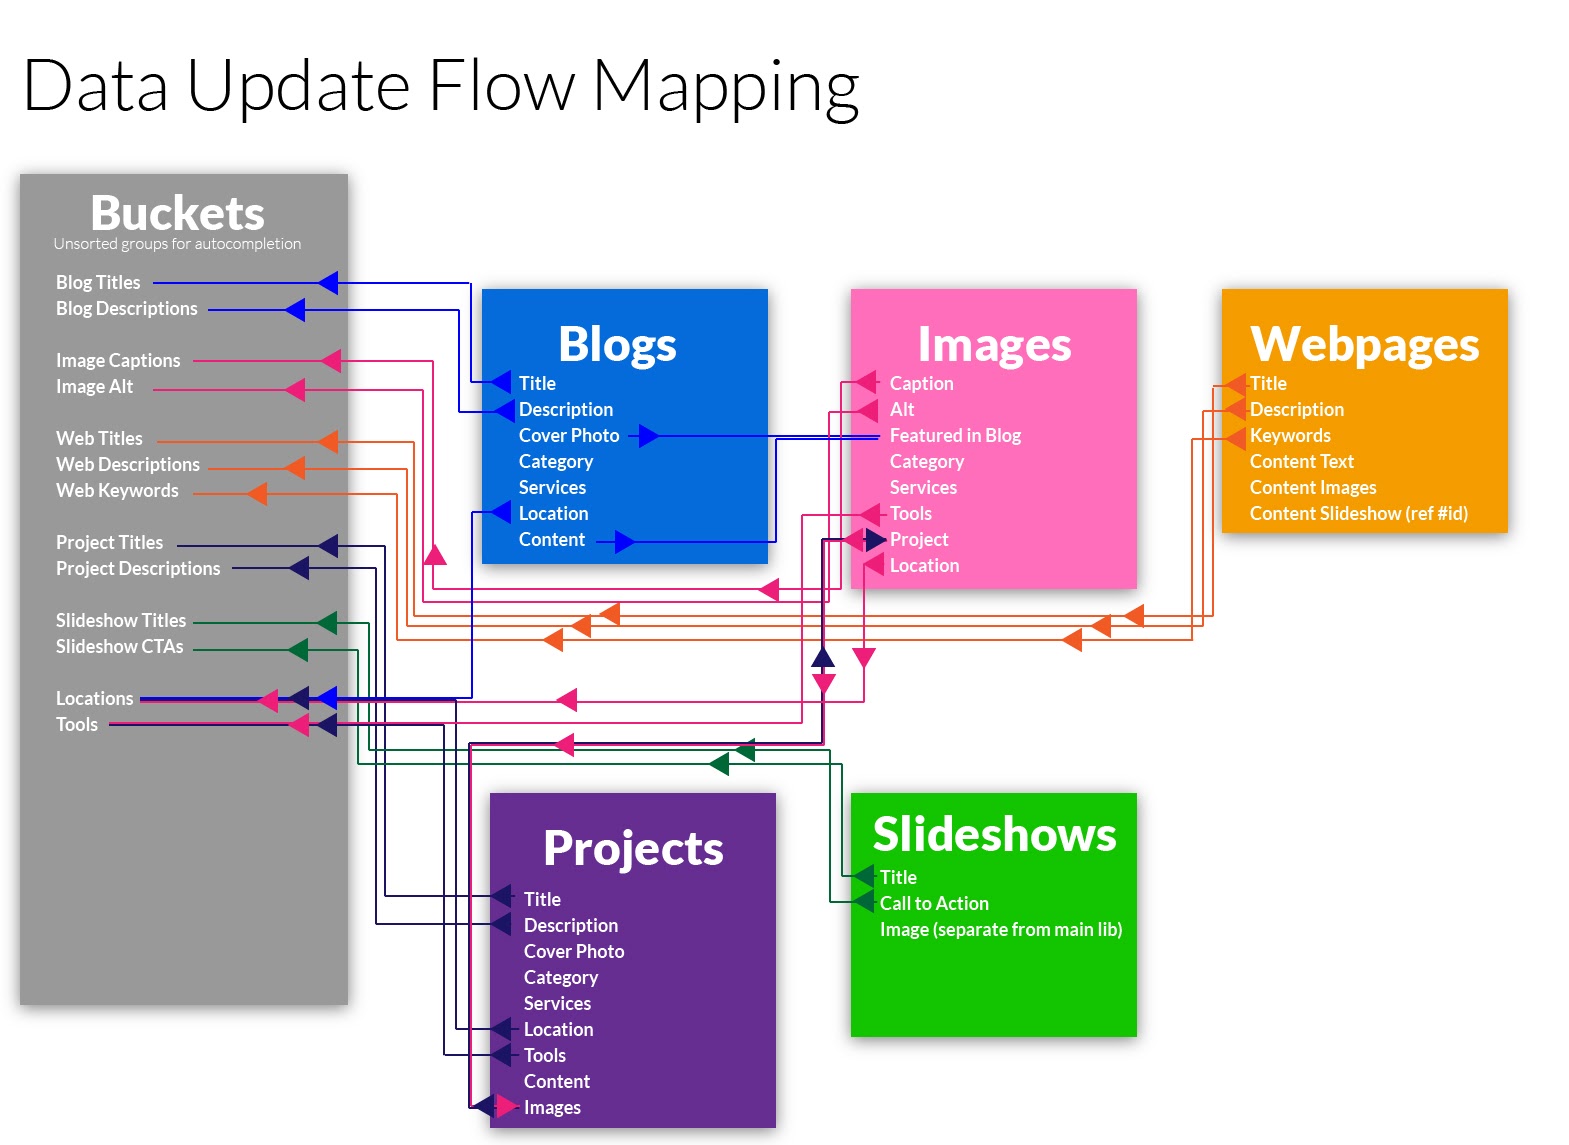 Data Update Flow Mapping
Buckets
Unsorted groups for autocompletion
Blog Titles
Blog Descriptions
Image Captions
Image Alt
Web Titles
Web Descriptions
Web Keywords
Project Titles
Project Descriptions
Slideshow Titles
Slideshow CTAs
Locations
Tools
Blogs
Title
Description
Cover Photo
Category
Services
Location
Content
Images
Caption
Alt
Featured in Blog
Category
Services
Tools
Project
Location
Webpages
Title
Description
Keywords
Content Text
Content Images
Content Slideshow (ref #id)
Projects
Title
Description
Cover Photo
Category
Services
Location
Tools
Content
Images
Slideshows
Title
Call to Action
Image (separate from main lib)